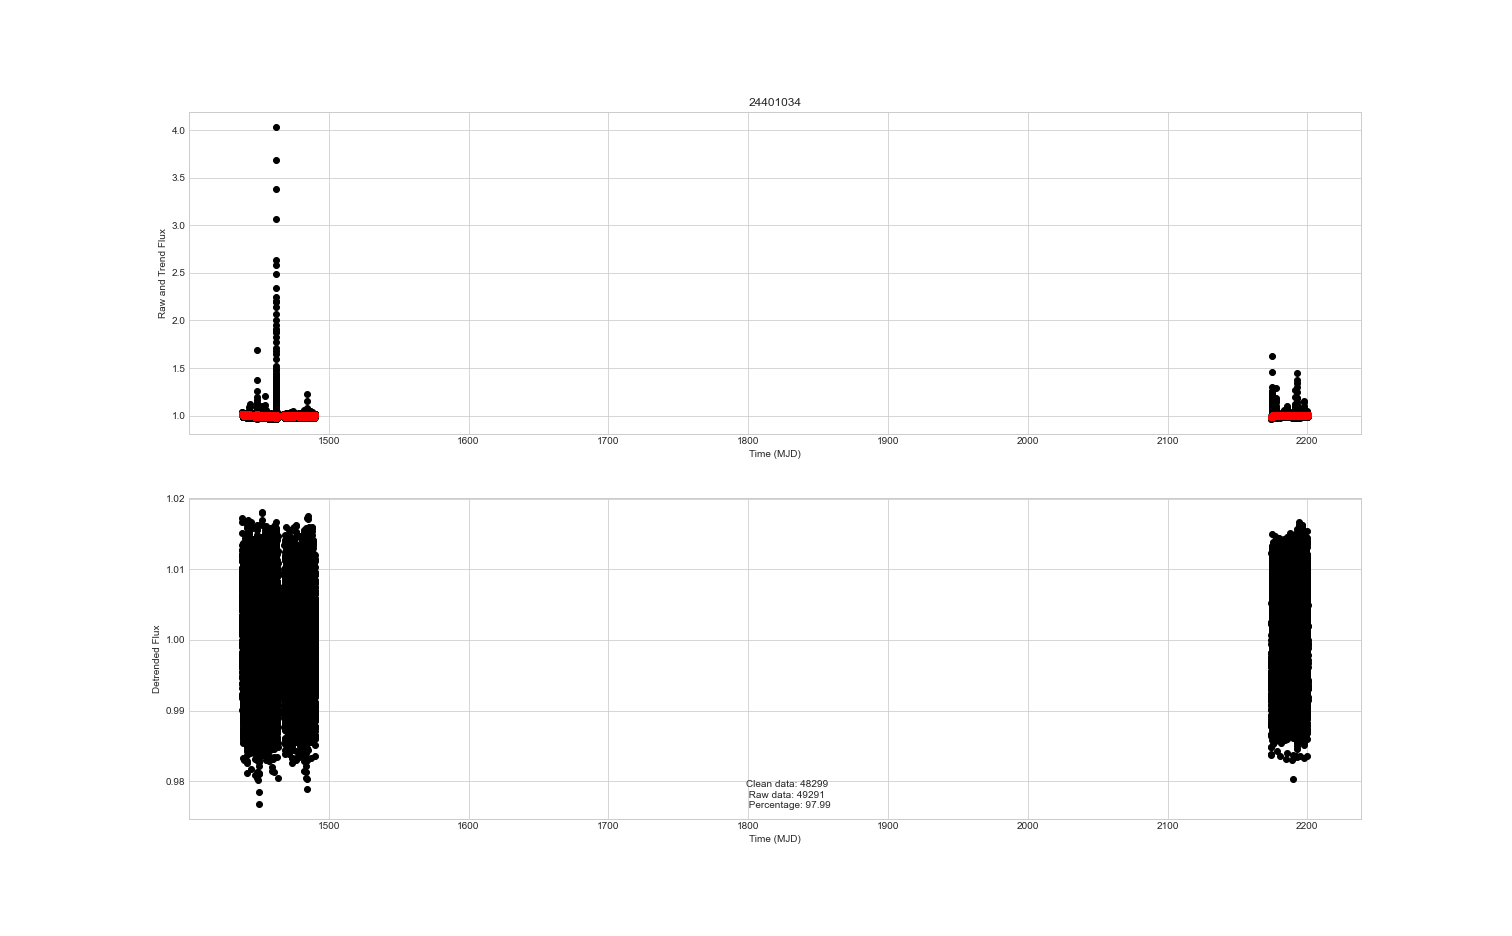 24401034
4.0
3.5
3.0
2.5
2.0
1.5
1.0
Raw and Trend Flux
1500 1600 1700 1800 1900 2000 2100 2200
Time (MJD)
1.02
1.01
1.00
0.99
0.98
Detrended Flux
Clean data: 48299
Raw data: 49291
Percentage: 97.99
1500 1600 1700 1800 1900 2000 2100 2200
Time (MJD)